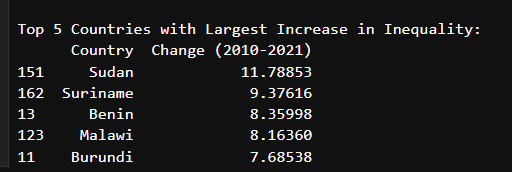 Top 5 Countries with Largest Increase in Inequality:
Country Change (2010-2021)
151 Sudan 11.78853
162 Suriname 9.37616
13 Benin 8.35998
123 Malawi 8.16360
11 Burundi 7.68538